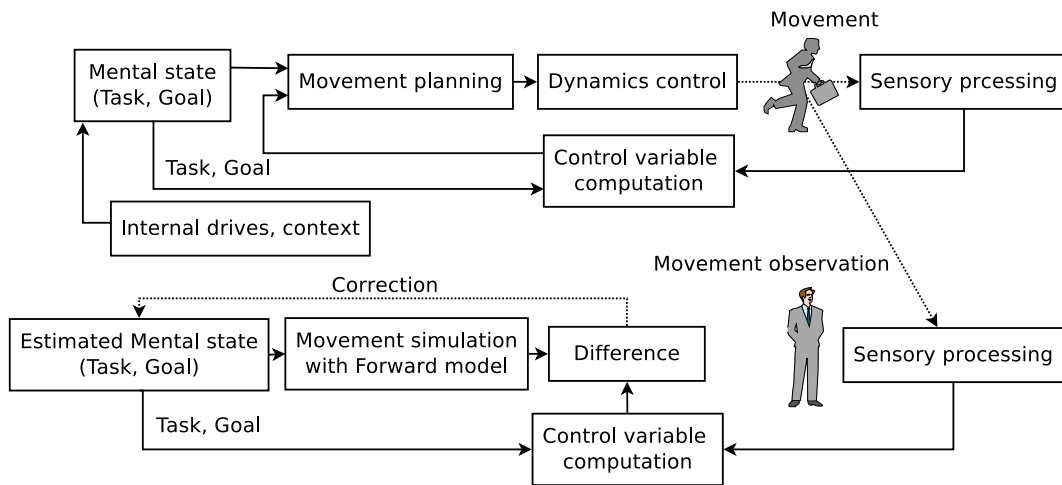 Movement
Mental state
(Task, Goal)
Movement planning
Dynamics control
Sensory prcessing
Task, Goal
Control variable
computation
Internal drives, context
Movement observation
Correction
Estimated Mental state
(Task, Goal)
Movement simulation
with Forward model
Difference
Sensory processing
Task, Goal
Control variable
computation